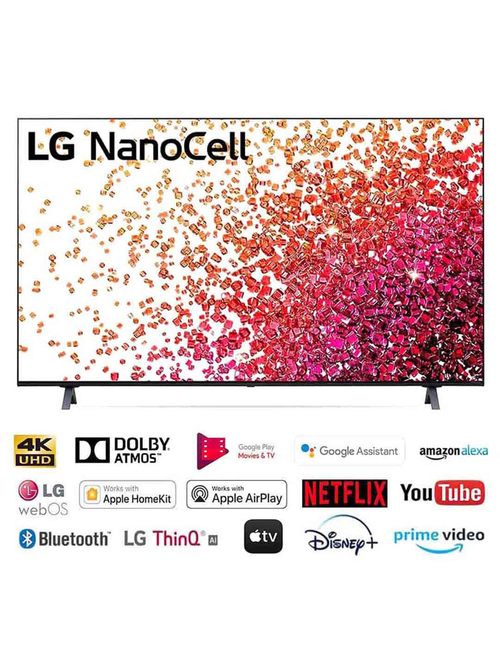 LG NanoCell
4K
UHD
DOLBY
ATMOS™
Google Play
Movies & TV
Google Assistant
amazon alexa
LG
webOS
Works with
Apple HomeKit
Works with
Apple AirPlay
NETFLIX
YouTube
Bluetooth®
LG ThinQ® AI
tv
Disney+
prime video